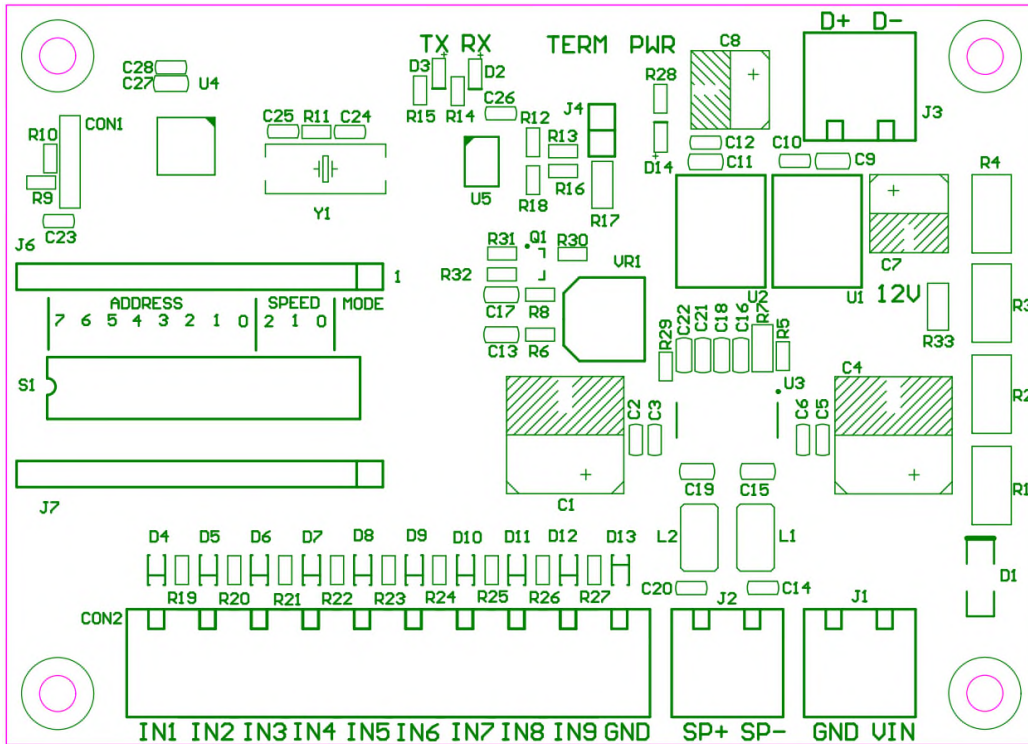 D+ D-
TX RX TERM PWR C8
D3 D2
C28
C27 U4
R28
R15 R14 C26 J4
J3
CON1 C25 R11 C24 R12 R13
R10
C12 C10
D14 C11 C9
R4
R9 R16
U5 R18 R17
Y1
C23
J6 R31 Q1 R30
C7
R32 VR1
1
U2 U1 12V
ADDRESS SPEED MODE
7 6 5 4 3 2 1 0 2 1 0
C17 R8
R3
C22 C21 C18 C16 R7 R5
R33
C13 R6 R29
C4
S1 U3
R2
C2 C3 C6 C5
C19 C15
R1
J7 C1
D4 D5 D6 D7 D8 D9 D10 D11 D12 D13 L2 L1
D1
R19 R20 R21 R22 R23 R24 R25 R26 R27 C20 C14
J2 J1
CON2
IN1 IN2 IN3 IN4 IN5 IN6 IN7 IN8 IN9 GND SP+ SP- GND VIN